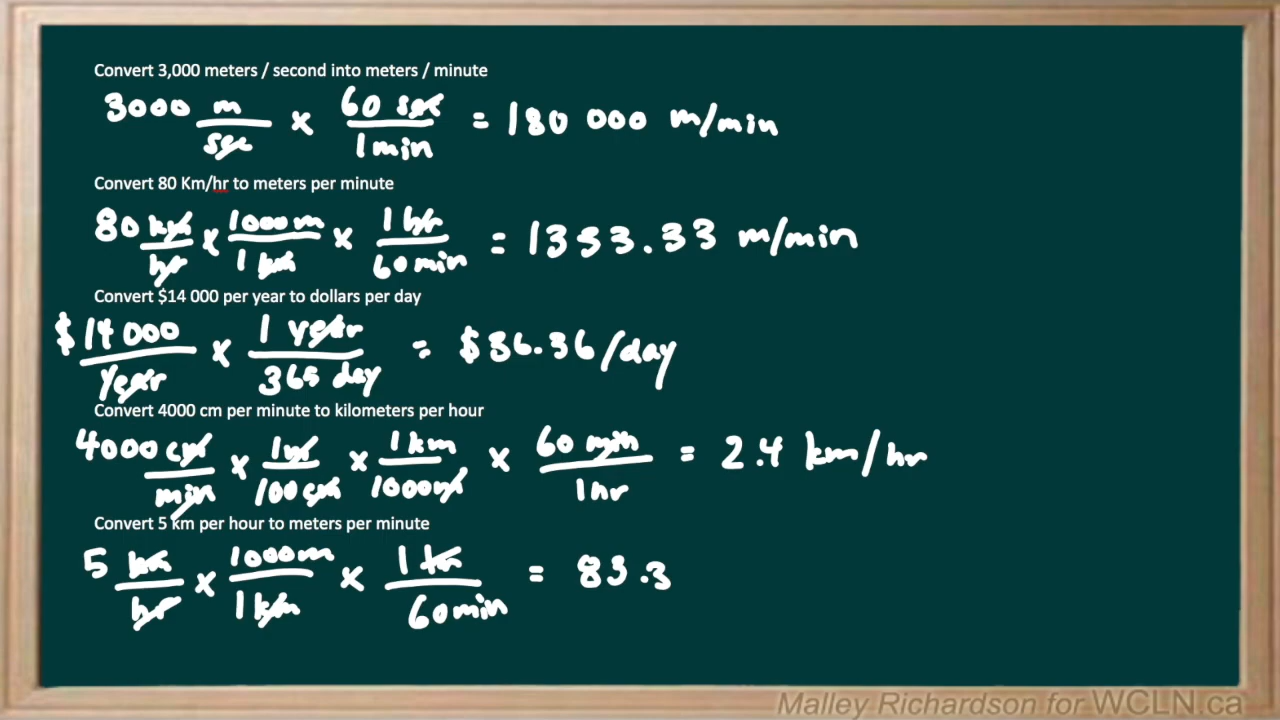 Convert 3,000 meters / second into meters / minute
3000 m/sec × 60 sec/1 min = 180 000 m/min
Convert 80 Km/hr to meters per minute
80 km/hr × 1000 m/1 km × 1 hr/60 min = 1333.33 m/min
Convert $14 000 per year to dollars per day
$14 000/year × 1 year/365 day = $36.36/day
Convert 4000 cm per minute to kilometers per hour
4000 cm/min × 1 m/100 cm × 1 km/1000 m × 60 min/1 hr = 2.4 km/hr
Convert 5 km per hour to meters per minute
5 km/hr × 1000 m/1 km × 1 hr/60 min = 83.3
Malley Richardson for WCLN.ca